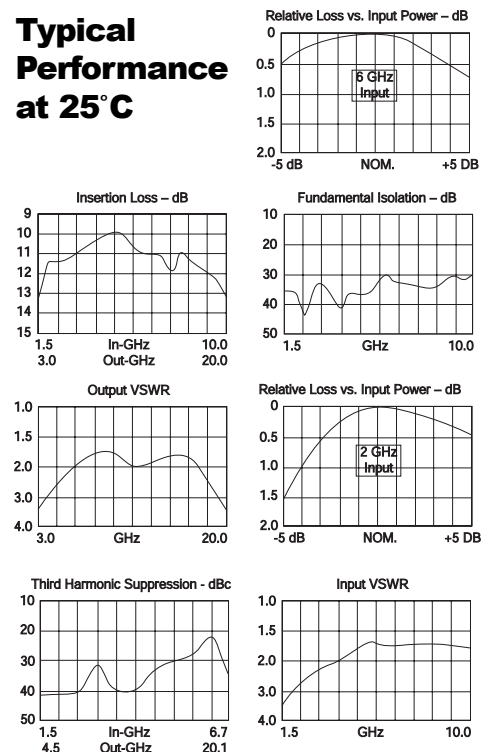 Typical
Performance
at 25°C
Relative Loss vs. Input Power – dB
0
0.5
1.0
1.5
2.0
6 GHz
Input
-5 dB NOM. +5 DB
Insertion Loss – dB
9
10
11
12
13
14
15
1.5 In-GHz 10.0
3.0 Out-GHz 20.0
Fundamental Isolation – dB
10
20
30
40
50
1.5 GHz 10.0
Output VSWR
1.0
1.5
2.0
3.0
4.0
3.0 GHz 20.0
Relative Loss vs. Input Power – dB
0
0.5
1.0
1.5
2.0
2 GHz
Input
-5 dB NOM. +5 DB
Third Harmonic Suppression - dBc
10
20
30
40
50
1.5 In-GHz 6.7
4.5 Out-GHz 20.1
Input VSWR
1.0
1.5
2.0
3.0
4.0
1.5 GHz 10.0